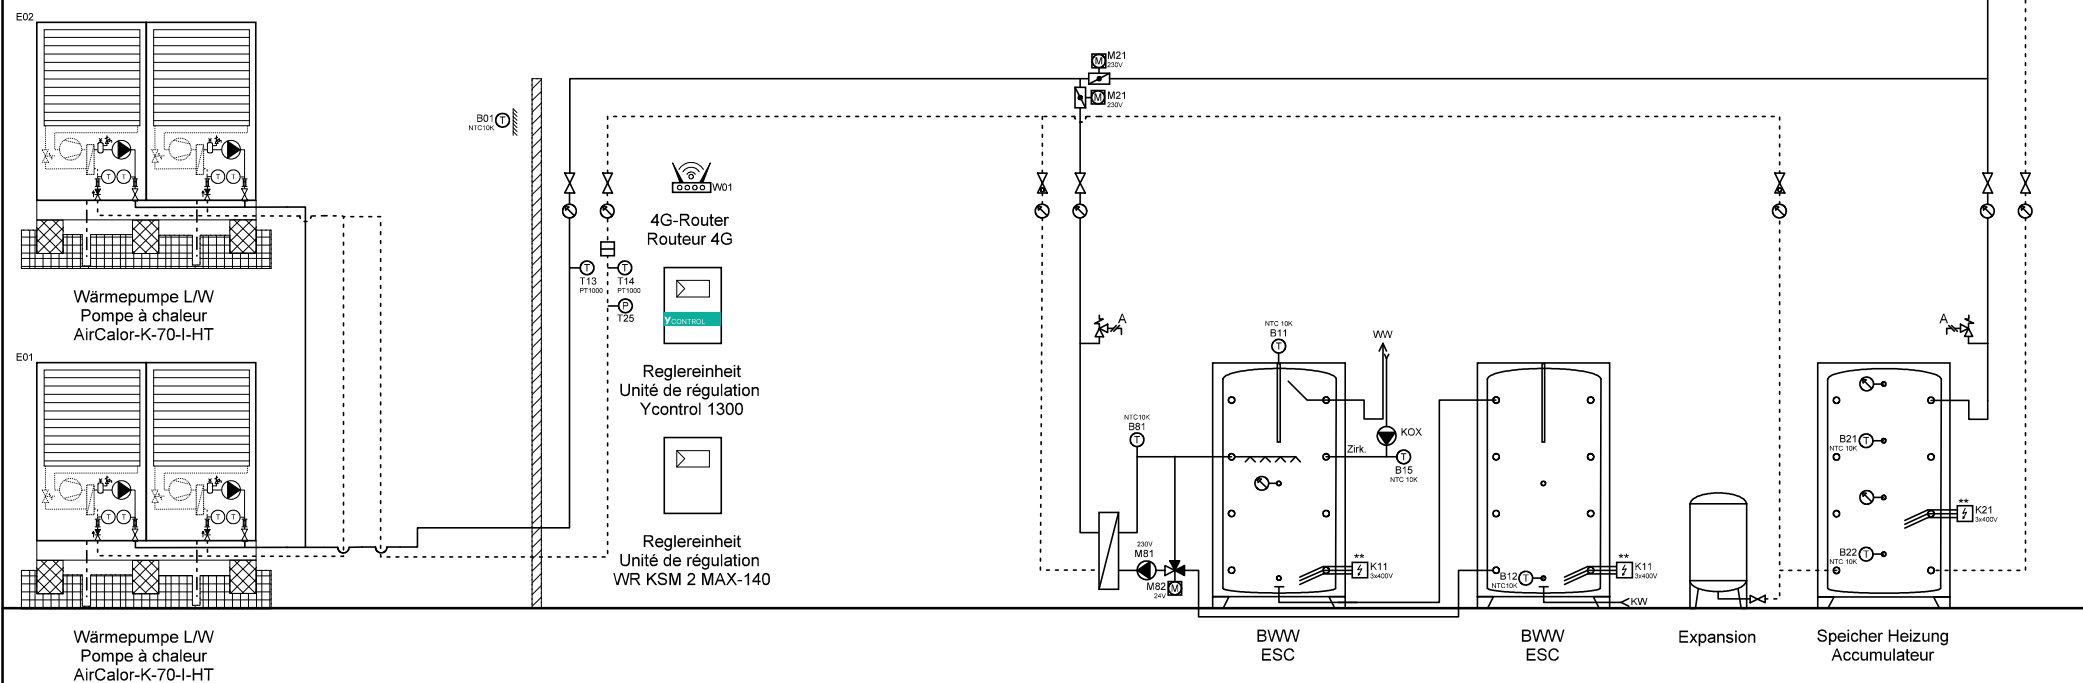 E02
Wärmepumpe L/W
Pompe à chaleur
AirCalor-K-70-I-HT
E01
Wärmepumpe L/W
Pompe à chaleur
AirCalor-K-70-I-HT
T
T
T
T
T
T
T
T
B01
NTC10K
T
T
T13
PT1000
T
T14
PT1000
P
T25
W01
4G-Router
Routeur 4G
YCONTROL
Reglereinheit
Unité de régulation
Ycontrol 1300
Reglereinheit
Unité de régulation
WR KSM 2 MAX-140
M
M21
230V
M
M21
230V
A
NTC10K
B81
T
230V
M81
M82
24V
M
NTC 10K
B11
T
WW
KOX
Zirk.
T
B15
NTC 10K
**
K11
3x400V
BWW
ESC
B12
NTC10K
T
**
K11
3x400V
KW
BWW
ESC
Expansion
A
B21
NTC 10K
T
**
K21
3x400V
B22
NTC 10K
T
Speicher Heizung
Accumulateur